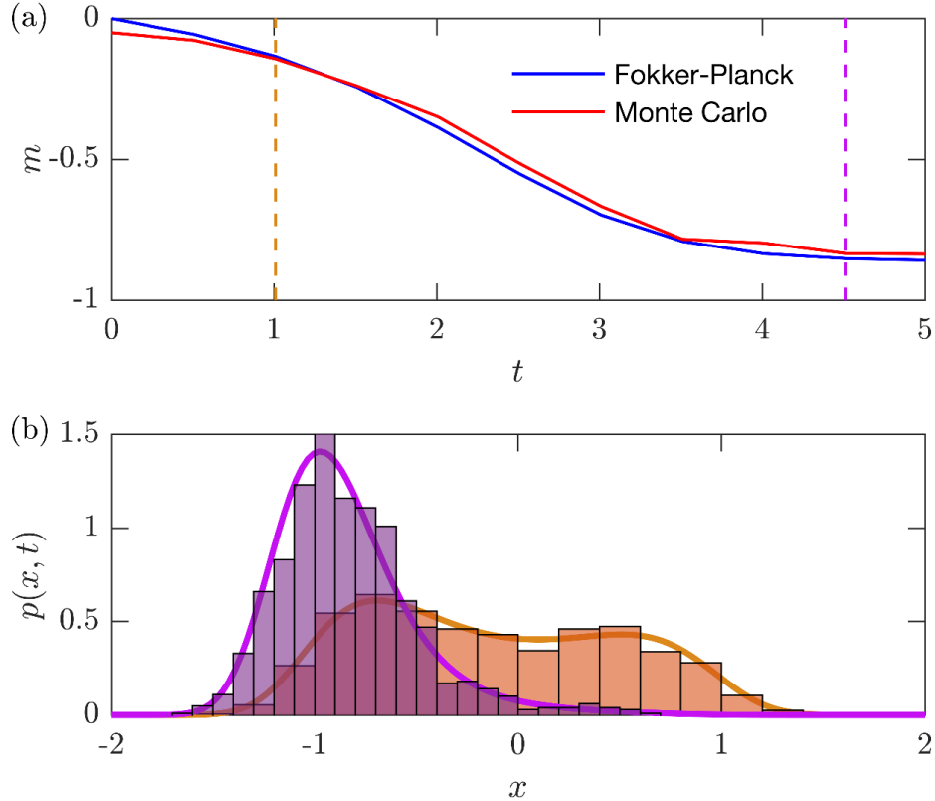 (a)
0
-0.5
-1
m
Fokker-Planck
Monte Carlo
0 1 2 3 4 5
t
(b)
1.5
1
0.5
0
p(x, t)
-2 -1 0 1 2
x